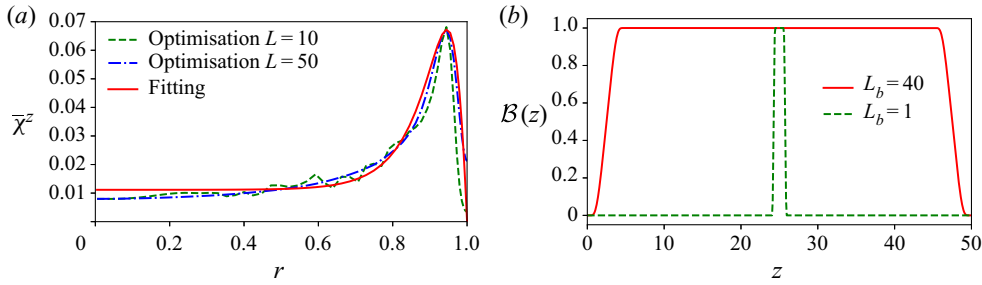 (a)
0.07
0.06
0.05
0.04
0.03
0.02
0.01
0
0.2
0.4
0.6
0.8
1.0
χ̄ᶻ
r
Optimisation L = 10
Optimisation L = 50
Fitting
(b)
1.0
0.8
0.6
0.4
0.2
0
0
10
20
30
40
50
B(z)
z
L_b = 40
L_b = 1